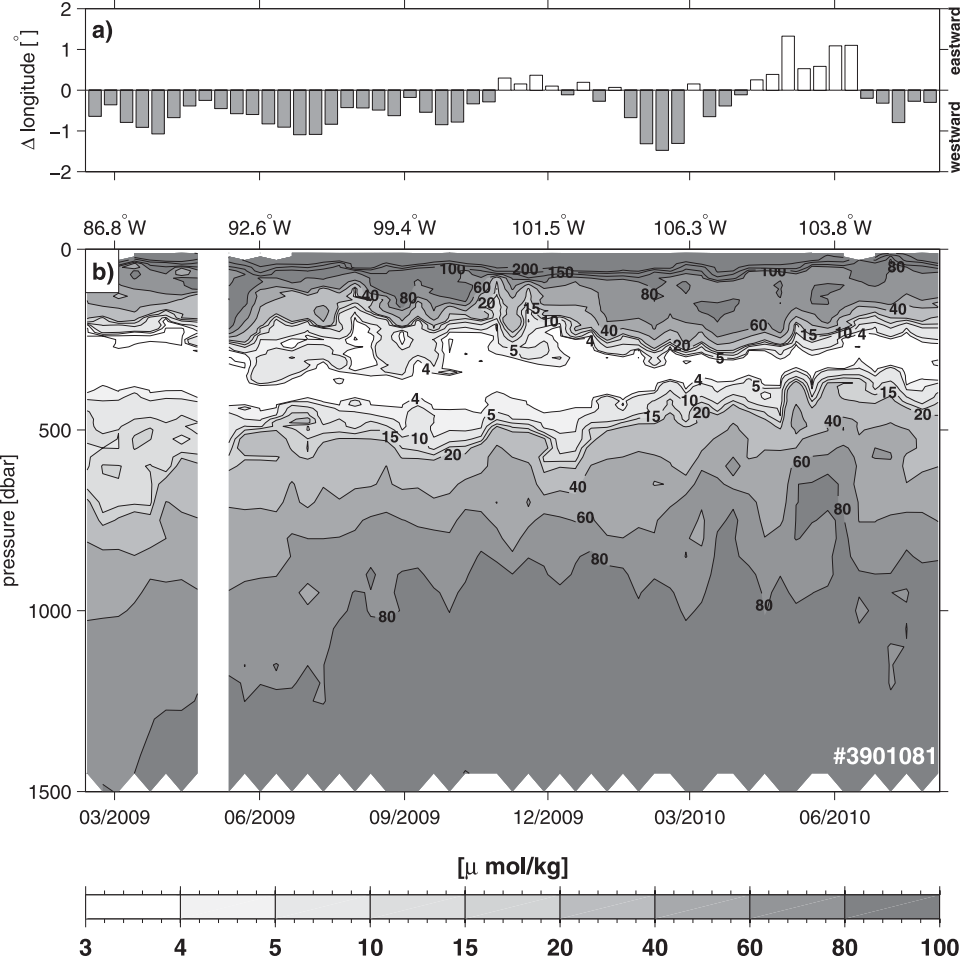 a)
Δ longitude [°]
2
1
0
−1
−2
eastward
westward
86.8°W 92.6°W 99.4°W 101.5°W 106.3°W 103.8°W
b)
pressure [dbar]
0
500
1000
1500
100 200 150 100 80
40 80 60 80
20 15 10 40 60 15 10 4 40
5 4 20 5
4 4 5 15
4 5 10 20
15 10 15 20 40
20 60
40
60 80
80
80 80
#3901081
03/2009 06/2009 09/2009 12/2009 03/2010 06/2010
[μ mol/kg]
3 4 5 10 15 20 40 60 80 100